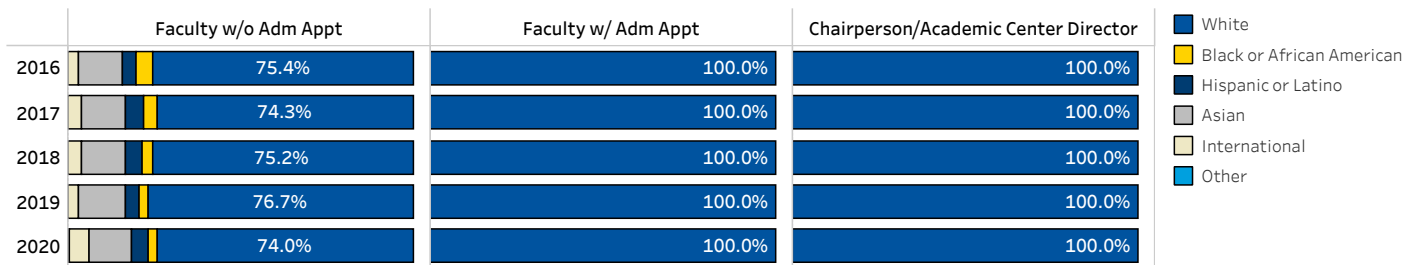 Faculty w/o Adm Appt Faculty w/ Adm Appt Chairperson/Academic Center Director
2016 75.4% 100.0% 100.0%
2017 74.3% 100.0% 100.0%
2018 75.2% 100.0% 100.0%
2019 76.7% 100.0% 100.0%
2020 74.0% 100.0% 100.0%
White
Black or African American
Hispanic or Latino
Asian
International
Other